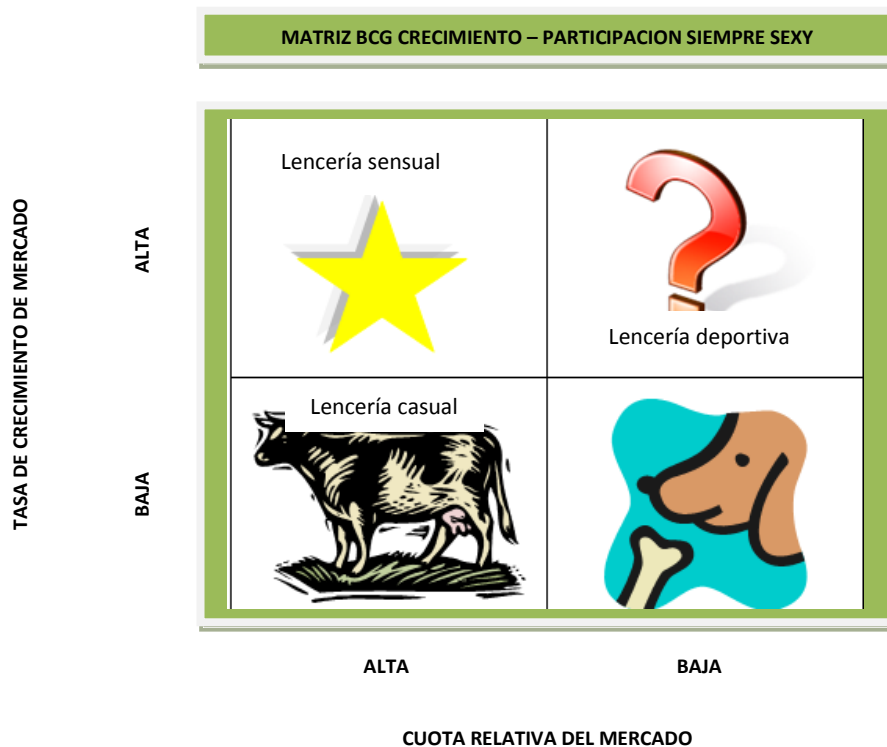 MATRIZ BCG CRECIMIENTO – PARTICIPACION SIEMPRE SEXY
TASA DE CRECIMIENTO DE MERCADO
ALTA
Lencería sensual
Lencería deportiva
BAJA
Lencería casual
ALTA
BAJA
CUOTA RELATIVA DEL MERCADO